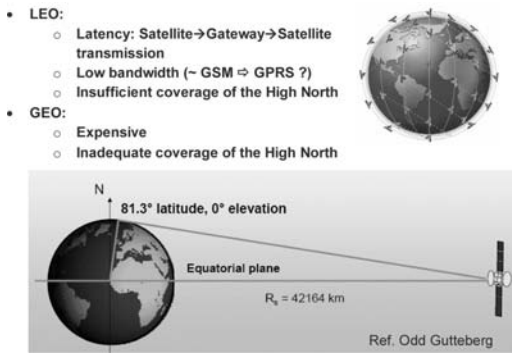 • LEO:
o Latency: Satellite→Gateway→Satellite
transmission
o Low bandwidth (~ GSM ⇨ GPRS ?)
o Insufficient coverage of the High North
• GEO:
o Expensive
o Inadequate coverage of the High North
N
81.3° latitude, 0° elevation
Equatorial plane
Rs = 42164 km
Ref. Odd Gutteberg